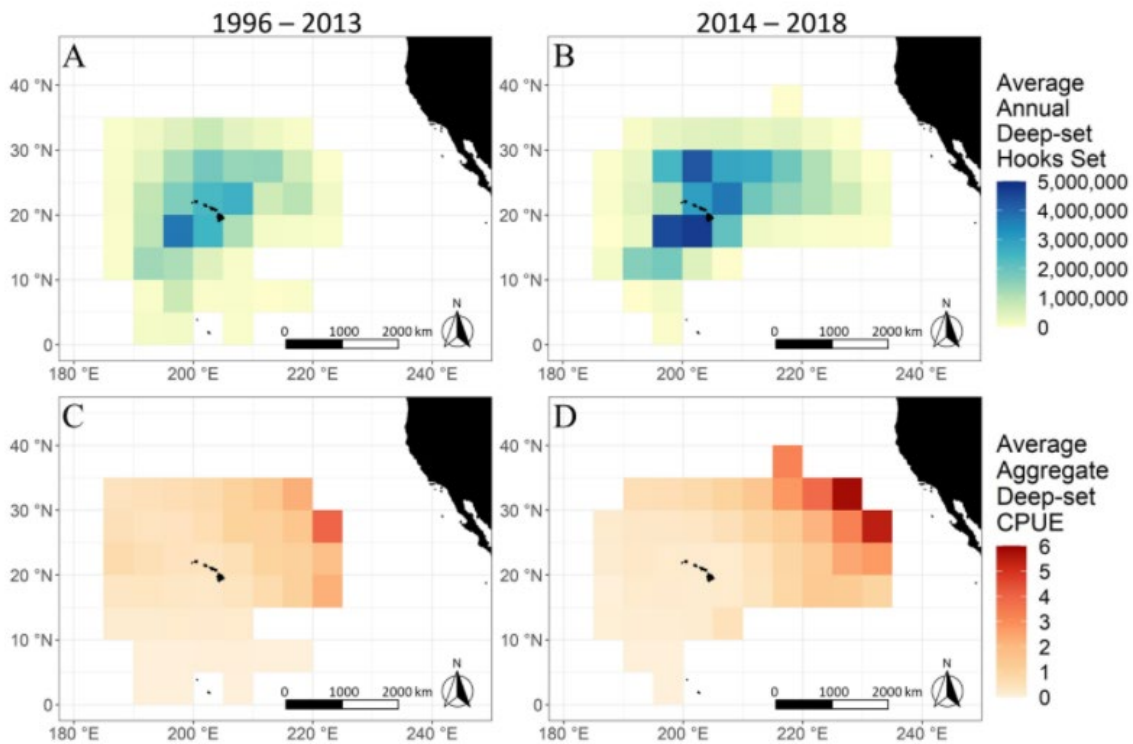 1996 – 2013
2014 – 2018
A
B
40 °N
30 °N
20 °N
10 °N
0
180 °E
200 °E
220 °E
240 °E
N
0 1000 2000 km
40 °N
30 °N
20 °N
10 °N
0
180 °E
200 °E
220 °E
240 °E
N
0 1000 2000 km
Average
Annual
Deep-set
Hooks Set
5,000,000
4,000,000
3,000,000
2,000,000
1,000,000
0
C
D
40 °N
30 °N
20 °N
10 °N
0
180 °E
200 °E
220 °E
240 °E
N
0 1000 2000 km
40 °N
30 °N
20 °N
10 °N
0
180 °E
200 °E
220 °E
240 °E
N
0 1000 2000 km
Average
Aggregate
Deep-set
CPUE
6
5
4
3
2
1
0